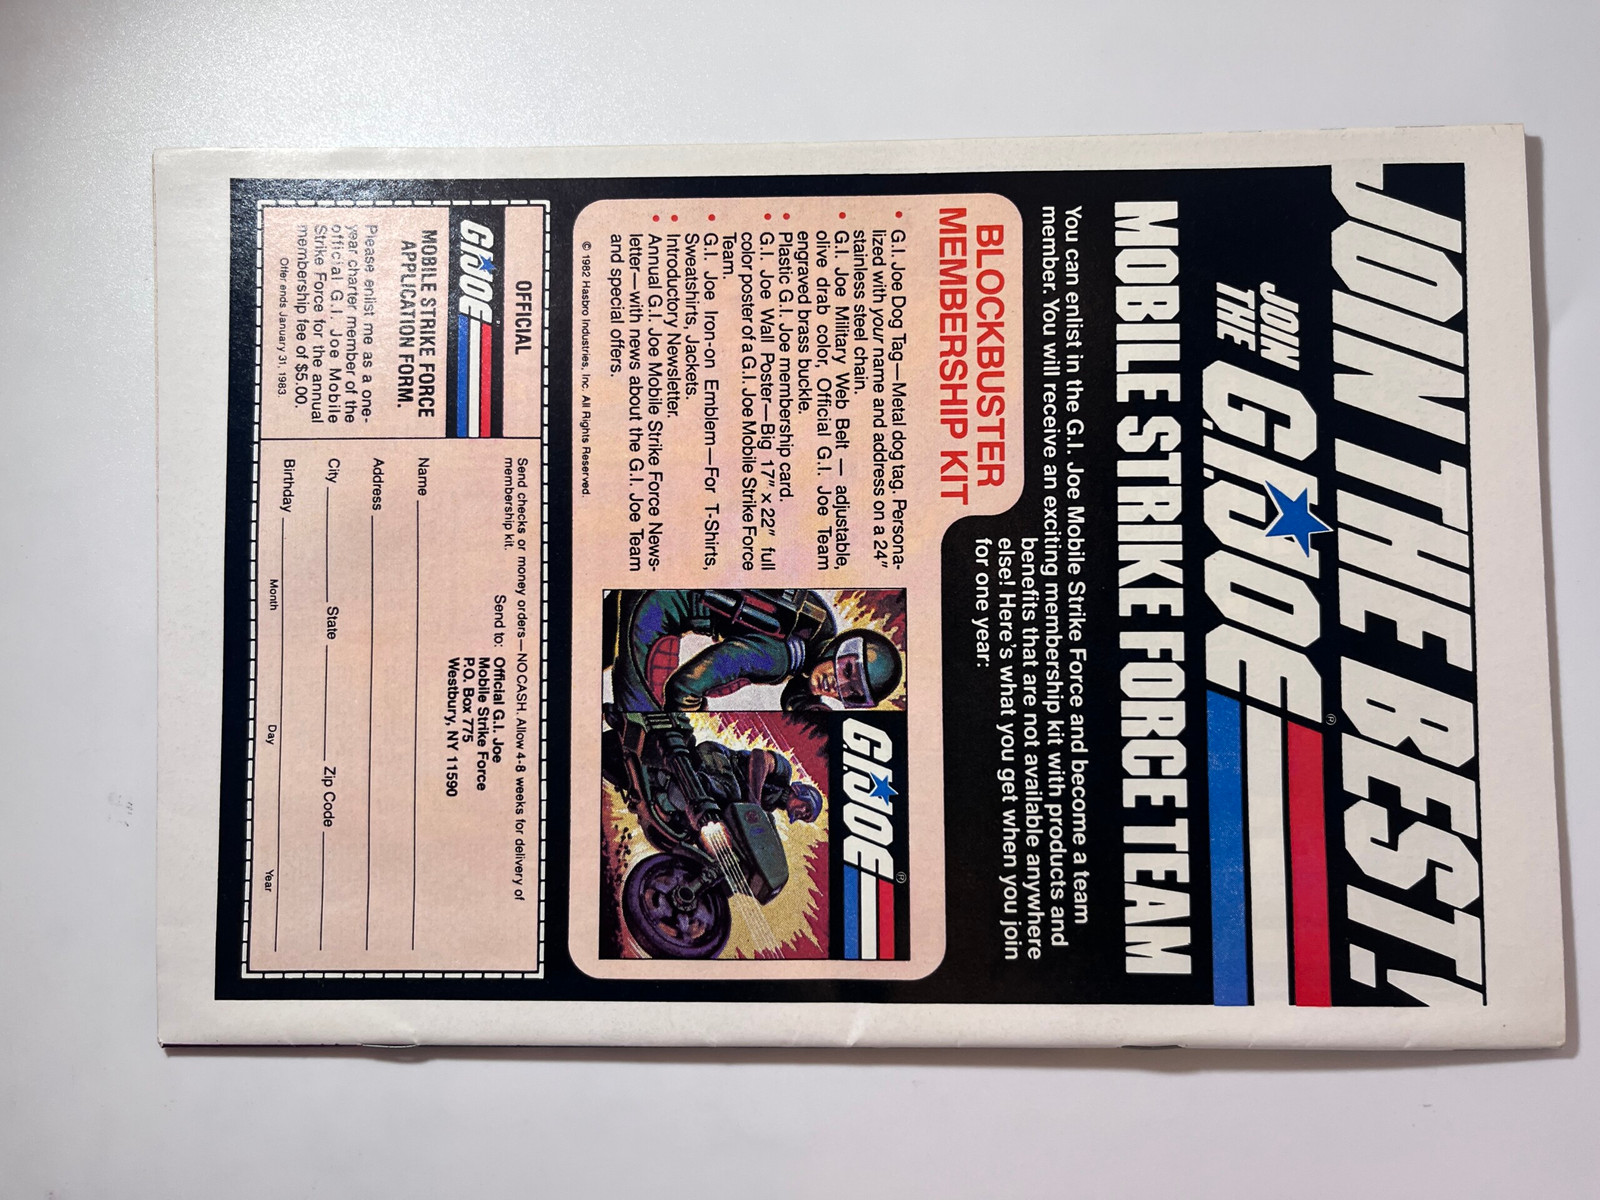 JOIN THE BEST!
JOIN
THE
G.I. JOE
®
MOBILE STRIKE FORCE TEAM
You can enlist in the G.I. Joe Mobile Strike Force and become a team
member. You will receive an exciting membership kit with products and
benefits that are not available anywhere
else! Here's what you get when you join
for one year:
BLOCKBUSTER
MEMBERSHIP KIT
• G.I. Joe Dog Tag—Metal dog tag. Persona-
lized with your name and address on a 24"
stainless steel chain.
• G.I. Joe Military Web Belt — adjustable,
olive drab color, Official G.I. Joe Team
engraved brass buckle.
• Plastic G.I. Joe membership card.
• G.I. Joe Wall Poster—Big 17" x 22" full
color poster of a G.I. Joe Mobile Strike Force
Team.
• G.I. Joe Iron-on Emblem—For T-Shirts,
Sweatshirts, Jackets.
• Introductory Newsletter.
• Annual G.I. Joe Mobile Strike Force News-
letter—with news about the G.I. Joe Team
and special offers.
© 1982 Hasbro Industries, Inc. All Rights Reserved.
G.I. JOE
®
OFFICIAL
G.I. JOE
MOBILE STRIKE FORCE
APPLICATION FORM.
Please enlist me as a one-
year charter member of the
official G.I. Joe Mobile
Strike Force for the annual
membership fee of $5.00.
Offer ends January 31, 1983.
Send checks or money orders—NO CASH. Allow 4-8 weeks for delivery of
membership kit.
Send to: Official G.I. Joe
Mobile Strike Force
P.O. Box 775
Westbury, NY 11590
Name
Address
City State Zip Code
Birthday
Month Day Year